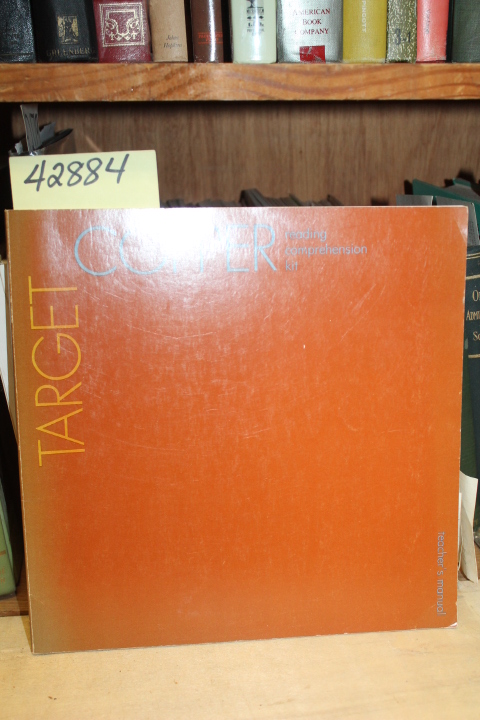 AMERICAN
BOOK
COMPANY
42884
TARGET
COPPER
reading
comprehension
kit
teacher's manual